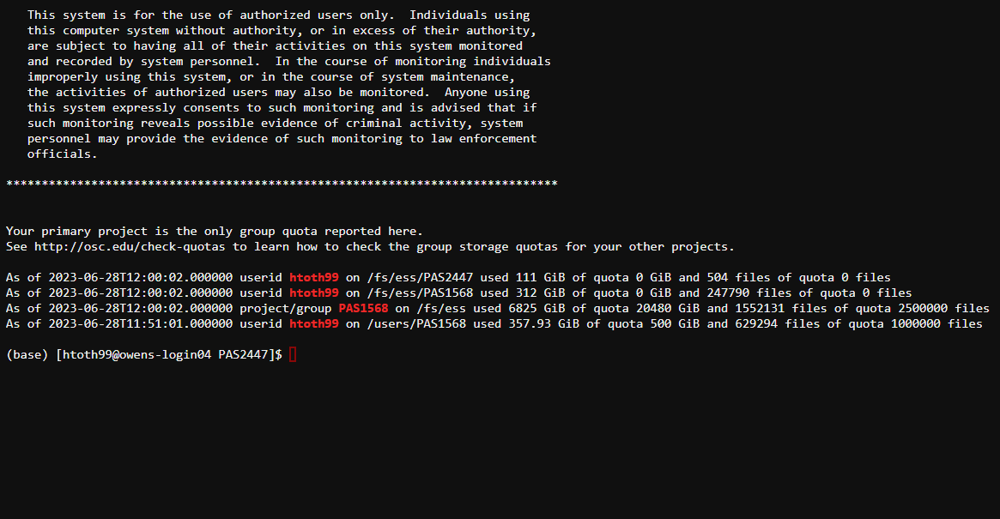 This system is for the use of authorized users only.  Individuals using
this computer system without authority, or in excess of their authority,
are subject to having all of their activities on this system monitored
and recorded by system personnel.  In the course of monitoring individuals
improperly using this system, or in the course of system maintenance,
the activities of authorized users may also be monitored.  Anyone using
this system expressly consents to such monitoring and is advised that if
such monitoring reveals possible evidence of criminal activity, system
personnel may provide the evidence of such monitoring to law enforcement
officials.
******************************************************************************
Your primary project is the only group quota reported here.
See http://osc.edu/check-quotas to learn how to check the group storage quotas for your other projects.
As of 2023-06-28T12:00:02.000000 userid htoth99 on /fs/ess/PAS2447 used 111 GiB of quota 0 GiB and 504 files of quota 0 files
As of 2023-06-28T12:00:02.000000 userid htoth99 on /fs/ess/PAS1568 used 312 GiB of quota 0 GiB and 247790 files of quota 0 files
As of 2023-06-28T12:00:02.000000 project/group PAS1568 on /fs/ess used 6825 GiB of quota 20480 GiB and 1552131 files of quota 2500000 files
As of 2023-06-28T11:51:01.000000 userid htoth99 on /users/PAS1568 used 357.93 GiB of quota 500 GiB and 629294 files of quota 1000000 files
(base) [htoth99@owens-login04 PAS2447]$